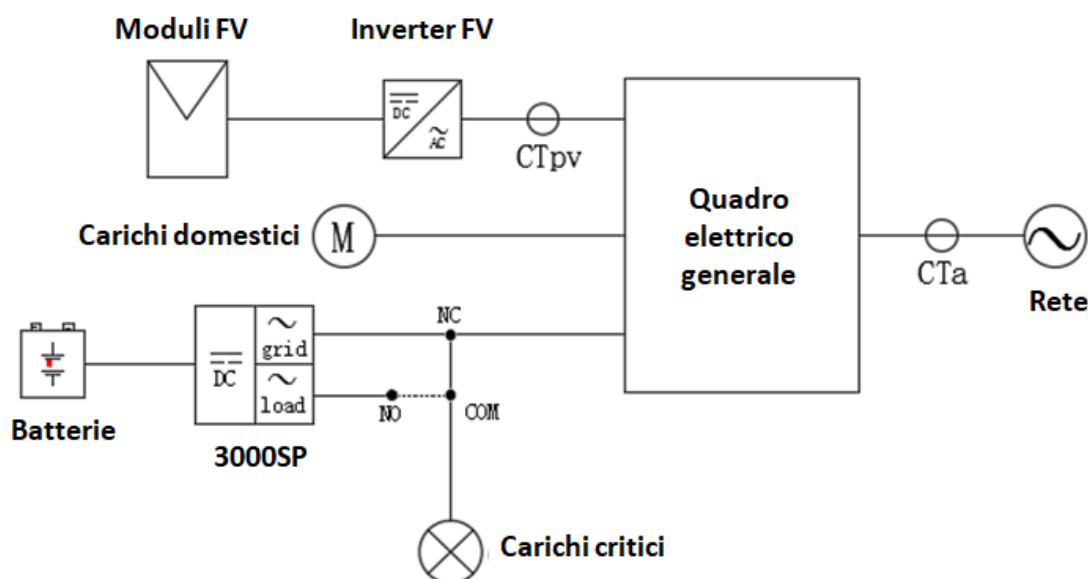 Moduli FV
Inverter FV
DC
AC
CTpv
Quadro
elettrico
generale
Carichi domestici
M
CTa
Rete
NC
grid
DC
load
NO
COM
Batterie
3000SP
Carichi critici